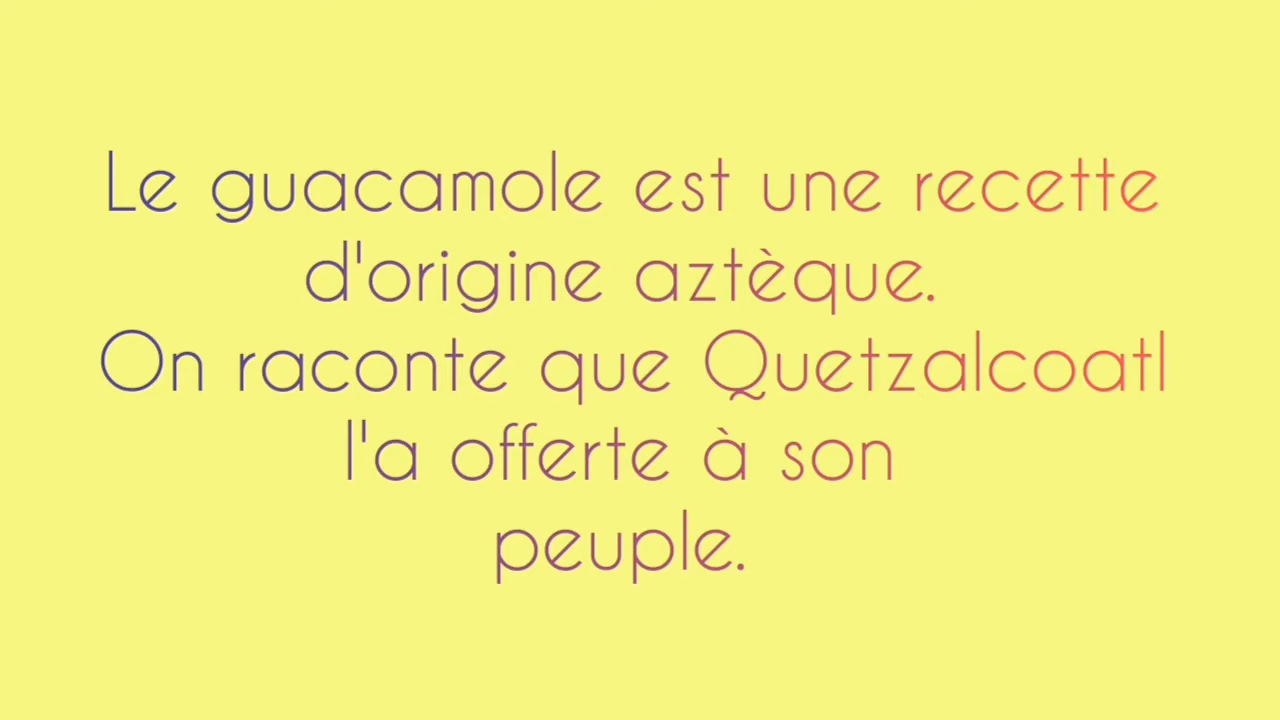 Le guacamole est une recette
d'origine aztèque.
On raconte que Quetzalcoatl
l'a offerte à son
peuple.